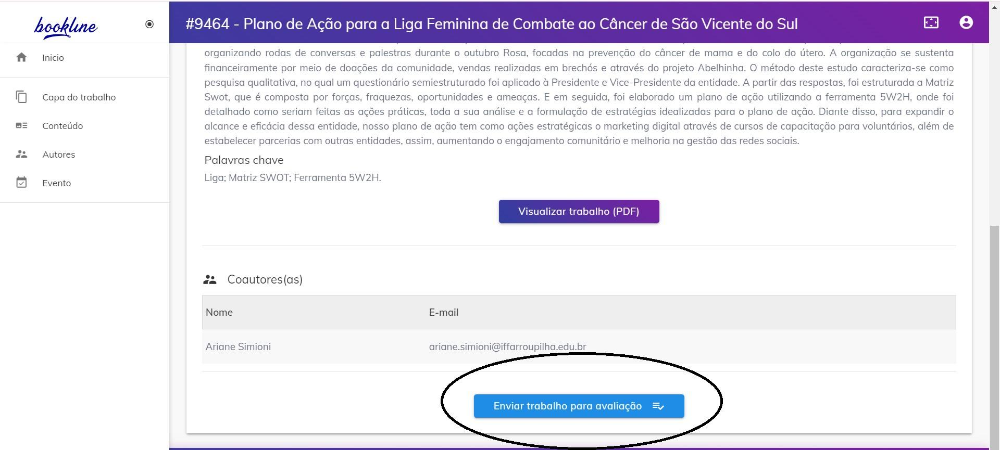 bookline
#9464 - Plano de Ação para a Liga Feminina de Combate ao Câncer de São Vicente do Sul
Inicio
Capa do trabalho
Conteúdo
Autores
Evento
organizando rodas de conversas e palestras durante o outubro Rosa, focadas na prevenção do câncer de mama e do colo do útero. A organização se sustenta
financeiramente por meio de doações da comunidade, vendas realizadas em brechós e através do projeto Abelhinha. O método deste estudo caracteriza-se como
pesquisa qualitativa, no qual um questionário semiestruturado foi aplicado à Presidente e Vice-Presidente da entidade. A partir das respostas, foi estruturada a Matriz
Swot, que é composta por forças, fraquezas, oportunidades e ameaças. E em seguida, foi elaborado um plano de ação utilizando a ferramenta 5W2H, onde foi
detalhado como seriam feitas as ações práticas, toda a sua análise e a formulação de estratégias idealizadas para o plano de ação. Diante disso, para expandir o
alcance e eficácia dessa entidade, nosso plano de ação tem como ações estratégicas o marketing digital através de cursos de capacitação para voluntários, além de
estabelecer parcerias com outras entidades, assim, aumentando o engajamento comunitário e melhoria na gestão das redes sociais.
Palavras chave
Liga; Matriz SWOT; Ferramenta 5W2H.
Visualizar trabalho (PDF)
Coautores(as)
Nome E-mail
Ariane Simioni ariane.simioni@iffarroupilha.edu.br
Enviar trabalho para avaliação